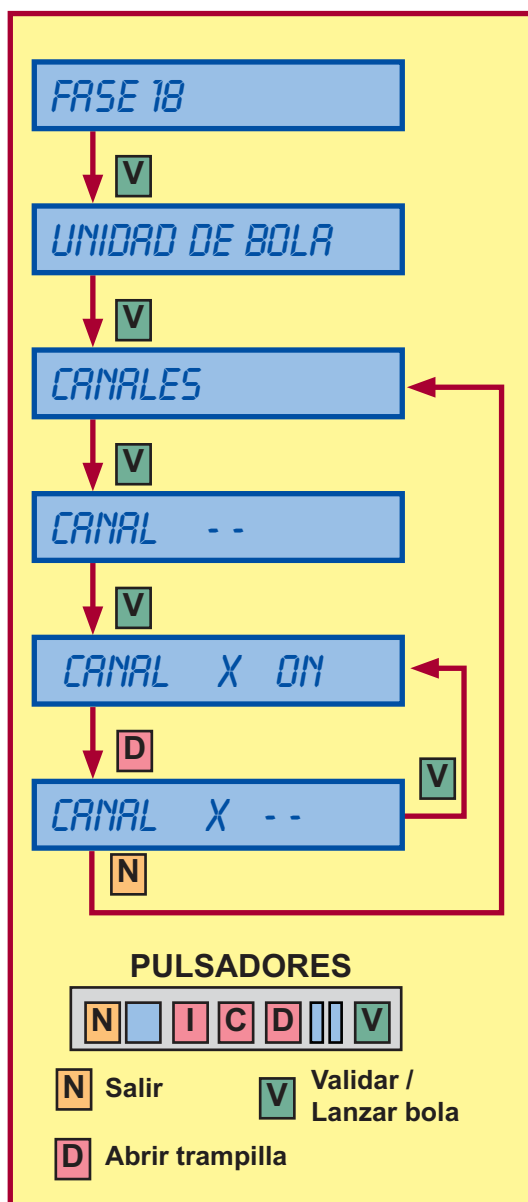 FASE 18
V
UNIDAD DE BOLA
V
CANALES
V
CANAL --
V
CANAL X ON
D
V
CANAL X --
N
PULSADORES
N I C D V
N Salir
V Validar /
Lanzar bola
D Abrir trampilla